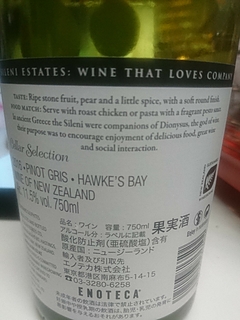 SILENI ESTATES: WINE THAT LOVES COMPANY
TASTE: Ripe stone fruit, pear and a little spice, with a soft round finish
FOOD MATCH: Serve with roast chicken or pasta with a fragrant pesto sauce
In ancient Greece the Sileni were companions of Dionysus, the god of wine
their purpose was to enjoy enjoyment of delicious food, great wine
and social interaction.
Cellar Selection
PINOT GRIS • HAWKE'S BAY
OF NEW ZEALAND
11.5% vol. 750ml
品名:ワイン 容量:750ml 果実酒
アルコール分:ラベルに記載
酸化防止剤(亜硫酸塩)含有
原産国:ニュージーランド
輸入者及び引取先
エノテカ株式会社
東京都港区南麻布5-14-15
☎03-3280-6258
ENOTECA